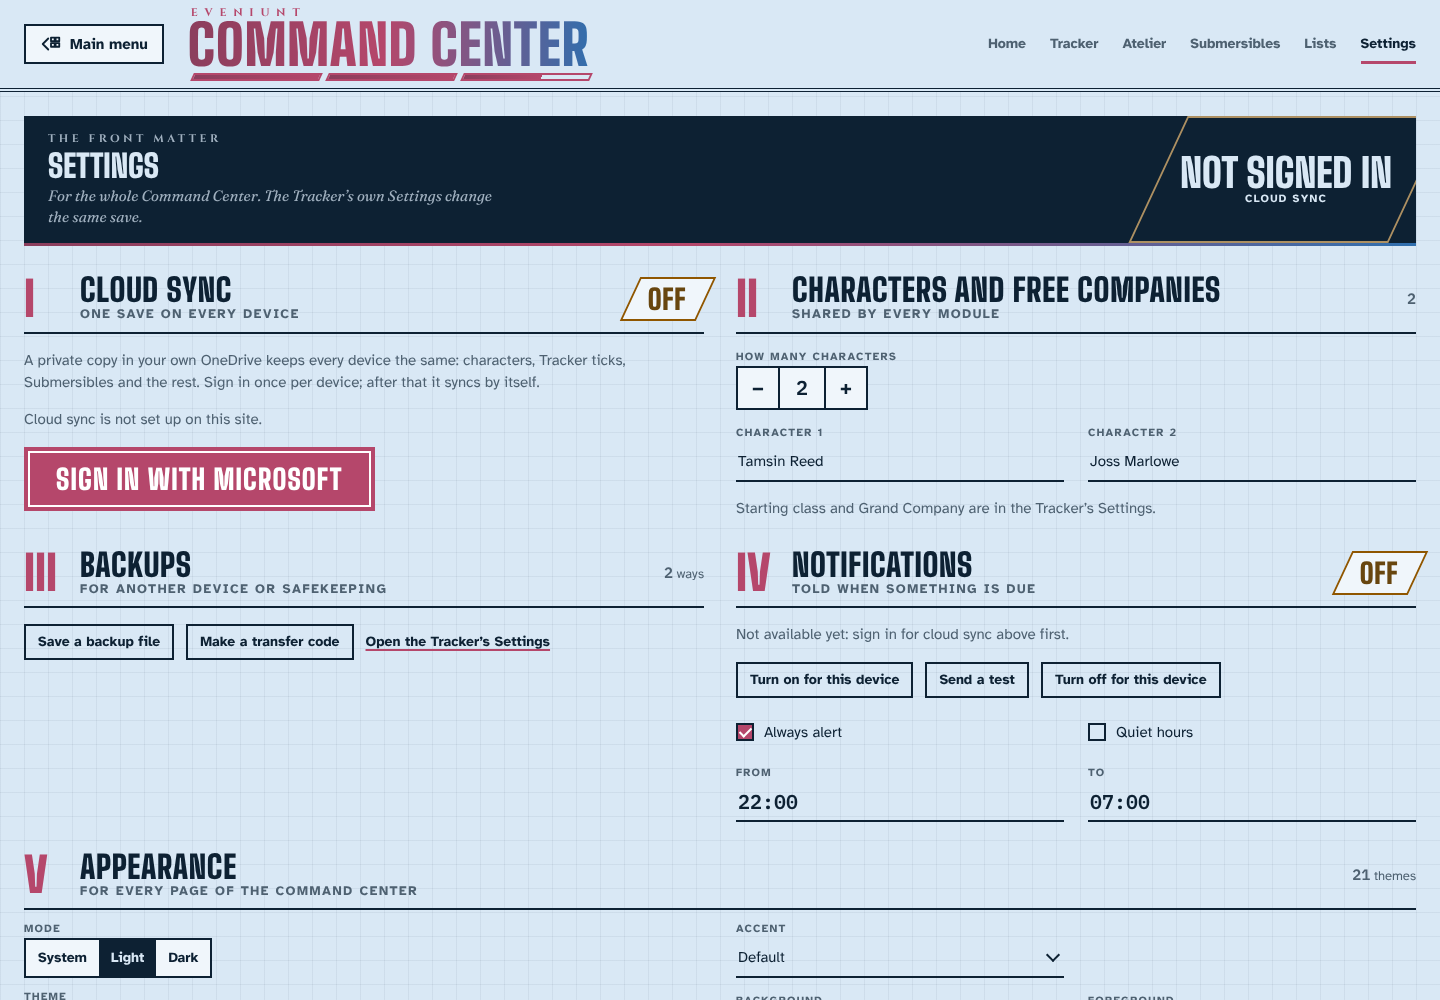 Main menu
EVENIUNT
COMMAND CENTER
Home
Tracker
Atelier
Submersibles
Lists
Settings
THE FRONT MATTER
SETTINGS
For the whole Command Center. The Tracker's own Settings change
the same save.
NOT SIGNED IN
CLOUD SYNC
I
CLOUD SYNC
ONE SAVE ON EVERY DEVICE
OFF
A private copy in your own OneDrive keeps every device the same: characters, Tracker ticks,
Submersibles and the rest. Sign in once per device; after that it syncs by itself.
Cloud sync is not set up on this site.
SIGN IN WITH MICROSOFT
II
CHARACTERS AND FREE COMPANIES
SHARED BY EVERY MODULE
2
HOW MANY CHARACTERS
− 2 +
CHARACTER 1
Tamsin Reed
CHARACTER 2
Joss Marlowe
Starting class and Grand Company are in the Tracker's Settings.
III
BACKUPS
FOR ANOTHER DEVICE OR SAFEKEEPING
2 ways
Save a backup file
Make a transfer code
Open the Tracker's Settings
IV
NOTIFICATIONS
TOLD WHEN SOMETHING IS DUE
OFF
Not available yet: sign in for cloud sync above first.
Turn on for this device
Send a test
Turn off for this device
Always alert
Quiet hours
FROM
22:00
TO
07:00
V
APPEARANCE
FOR EVERY PAGE OF THE COMMAND CENTER
21 themes
MODE
System
Light
Dark
ACCENT
Default
THEME
BACKGROUND
FOREGROUND